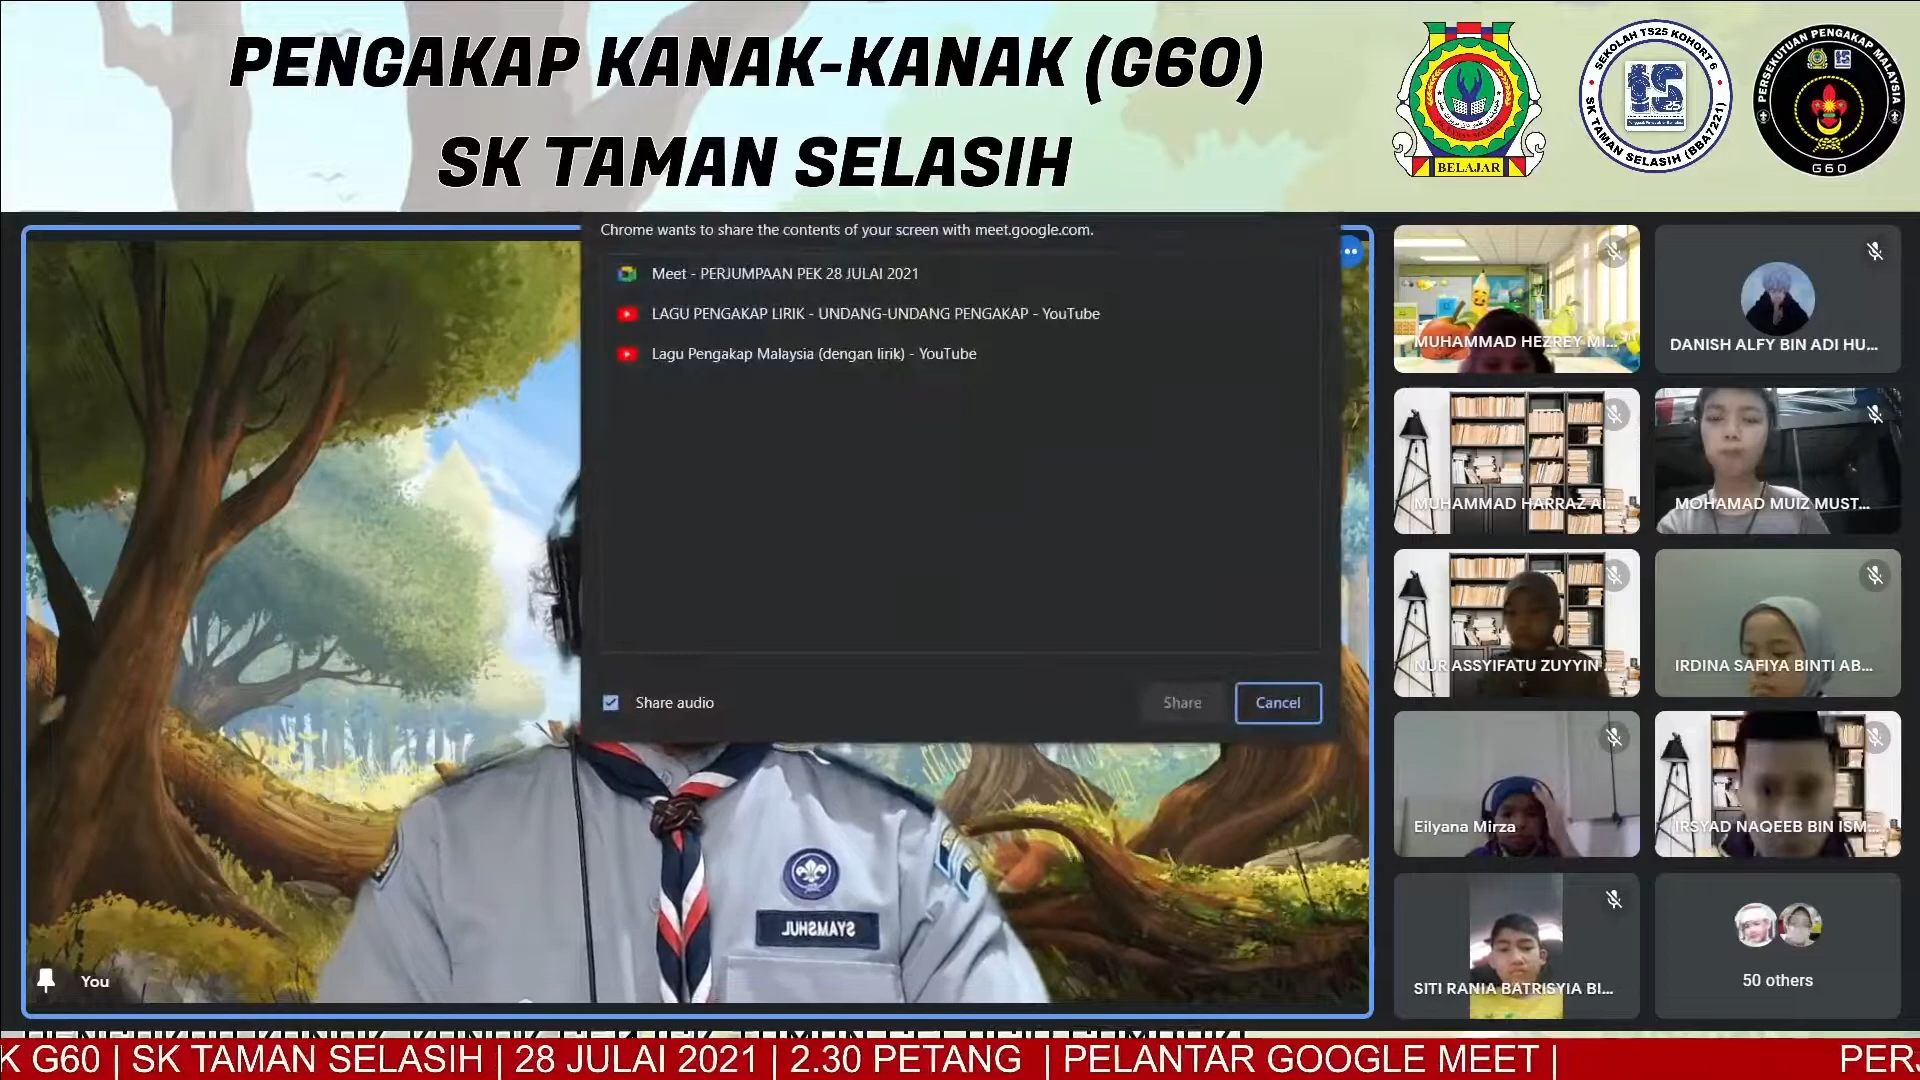 PENGAKAP KANAK-KANAK (G60)
SK TAMAN SELASIH
BELAJAR
SEKOLAH TS25 KOHORT 6
SK TAMAN SELASIH (BBA7221)
PERSEKUTUAN PENGAKAP MALAYSIA
G60
Chrome wants to share the contents of your screen with meet.google.com.
Meet - PERJUMPAAN PEK 28 JULAI 2021
LAGU PENGAKAP LIRIK - UNDANG-UNDANG PENGAKAP - YouTube
Lagu Pengakap Malaysia (dengan lirik) - YouTube
Share audio
Share
Cancel
SYAMSHUL
You
MUHAMMAD HEZREY MI...
DANISH ALFY BIN ADI HU...
MUHAMMAD HARRAZ AI...
MOHAMAD MUIZ MUST...
NUR ASSYIFATU ZUYYIN ...
IRDINA SAFIYA BINTI AB...
Eilyana Mirza
IRSYAD NAQEEB BIN ISM...
SITI RANIA BATRISYIA BI...
50 others
K G60 | SK TAMAN SELASIH | 28 JULAI 2021 | 2.30 PETANG | PELANTAR GOOGLE MEET |
PERJ